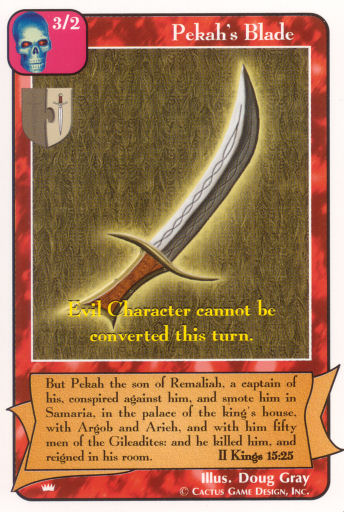 3/2
Pekah's Blade
Evil Character cannot be
converted this turn.
But Pekah the son of Remaliah, a captain of
his, conspired against him, and smote him in
Samaria, in the palace of the king's house,
with Argob and Arieh, and with him fifty
men of the Gileadites: and he killed him, and
reigned in his room. II Kings 15:25
Illus. Doug Gray
© Cactus Game Design, Inc.